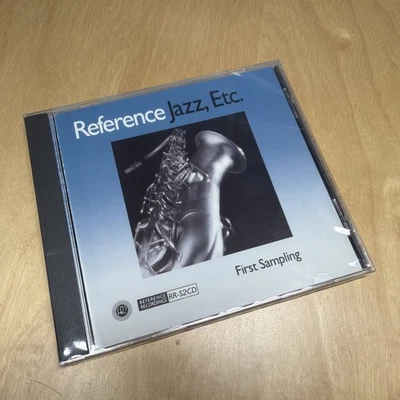 Reference Jazz, Etc.
First Sampling
REFERENCE
RECORDINGS
RR-S2CD